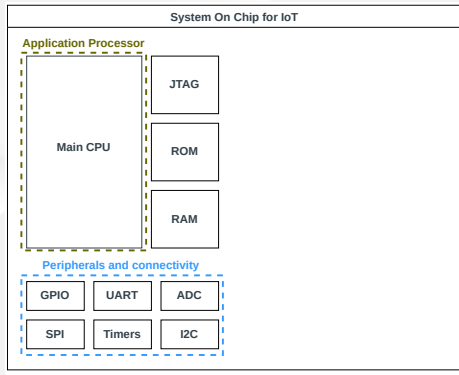 System On Chip for IoT
Application Processor
Main CPU
JTAG
ROM
RAM
Peripherals and connectivity
GPIO UART ADC
SPI Timers I2C